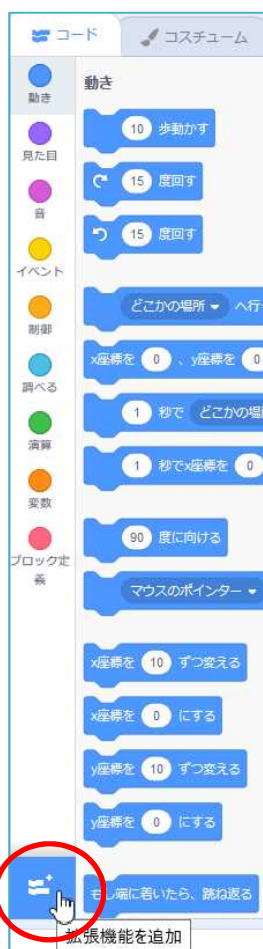 コード
コスチューム
動き
見た目
音
イベント
制御
調べる
演算
変数
ブロック定
義
動き
10 歩動かす
15 度回す
15 度回す
どこかの場所 へ行
x座標を 0 、y座標を 0
1 秒で どこかの場
1 秒でx座標を 0
90 度に向ける
マウスのポインター
x座標を 10 ずつ変える
x座標を 0 にする
y座標を 10 ずつ変える
y座標を 0 にする
もし端に着いたら、跳ね返る
拡張機能を追加